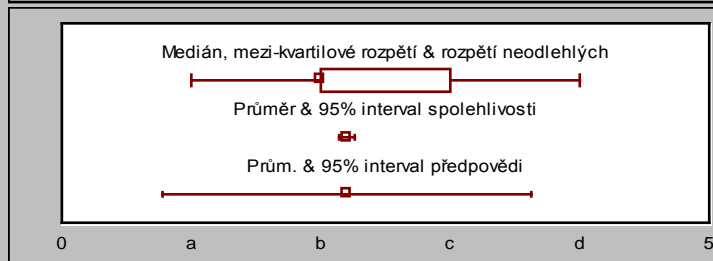 Medián, mezi-kvartilové rozpětí & rozpětí neodlehlých
Průměr & 95% interval spolehlivosti
Prům. & 95% interval předpovědi
0 a b c d 5